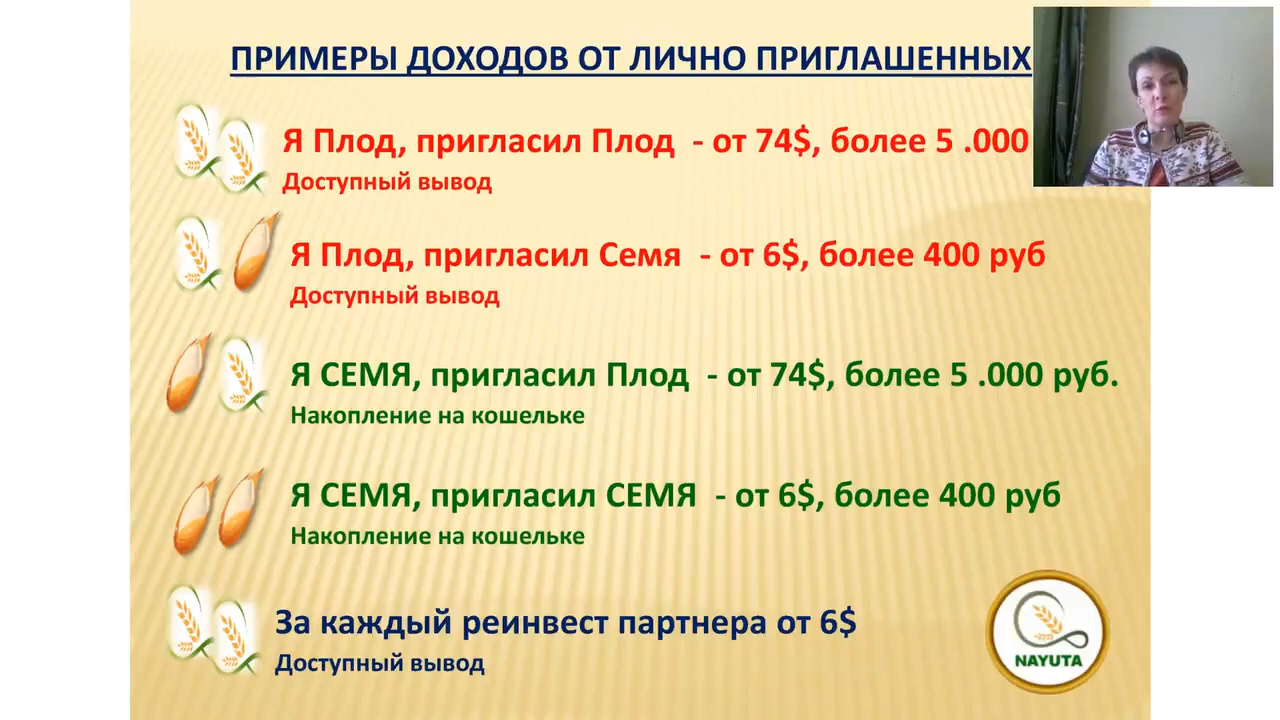 ПРИМЕРЫ ДОХОДОВ ОТ ЛИЧНО ПРИГЛАШЕННЫХ
Я Плод, пригласил Плод - от 74$, более 5 .000
Доступный вывод
Я Плод, пригласил Семя - от 6$, более 400 руб
Доступный вывод
Я СЕМЯ, пригласил Плод - от 74$, более 5 .000 руб.
Накопление на кошельке
Я СЕМЯ, пригласил СЕМЯ - от 6$, более 400 руб
Накопление на кошельке
За каждый реинвест партнера от 6$
Доступный вывод
NAYUTA